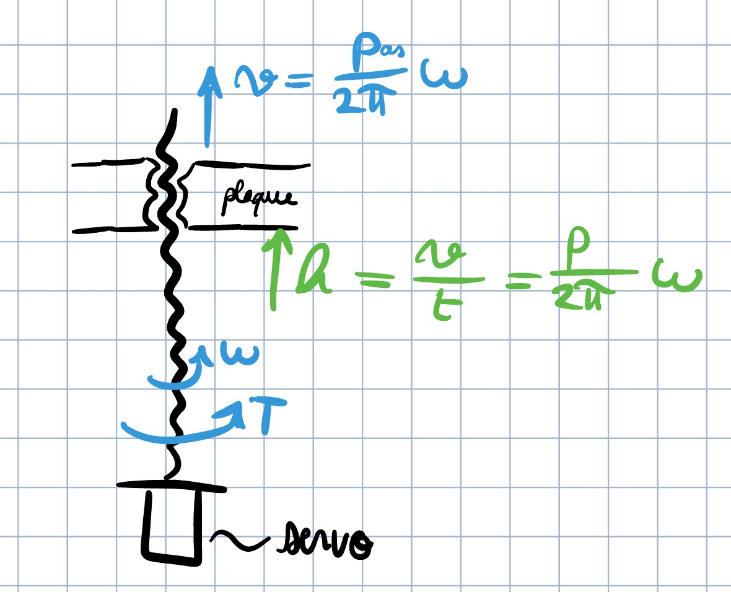 v = pas/2π ω
plaque
h = v/t = p/2π ω
ω
T
servo